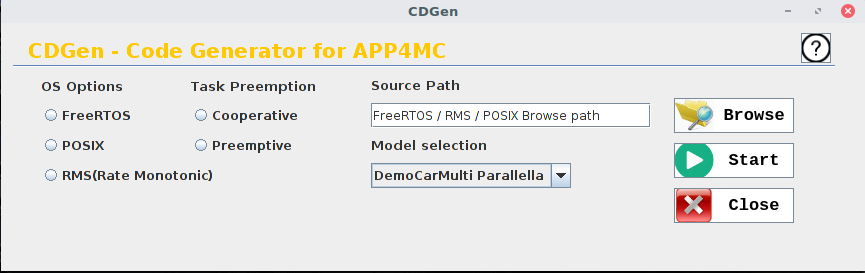 CDGen
CDGen - Code Generator for APP4MC
?
OS Options
FreeRTOS
POSIX
RMS(Rate Monotonic)
Task Preemption
Cooperative
Preemptive
Source Path
FreeRTOS / RMS / POSIX Browse path
Model selection
DemoCarMulti Parallella
Browse
Start
Close